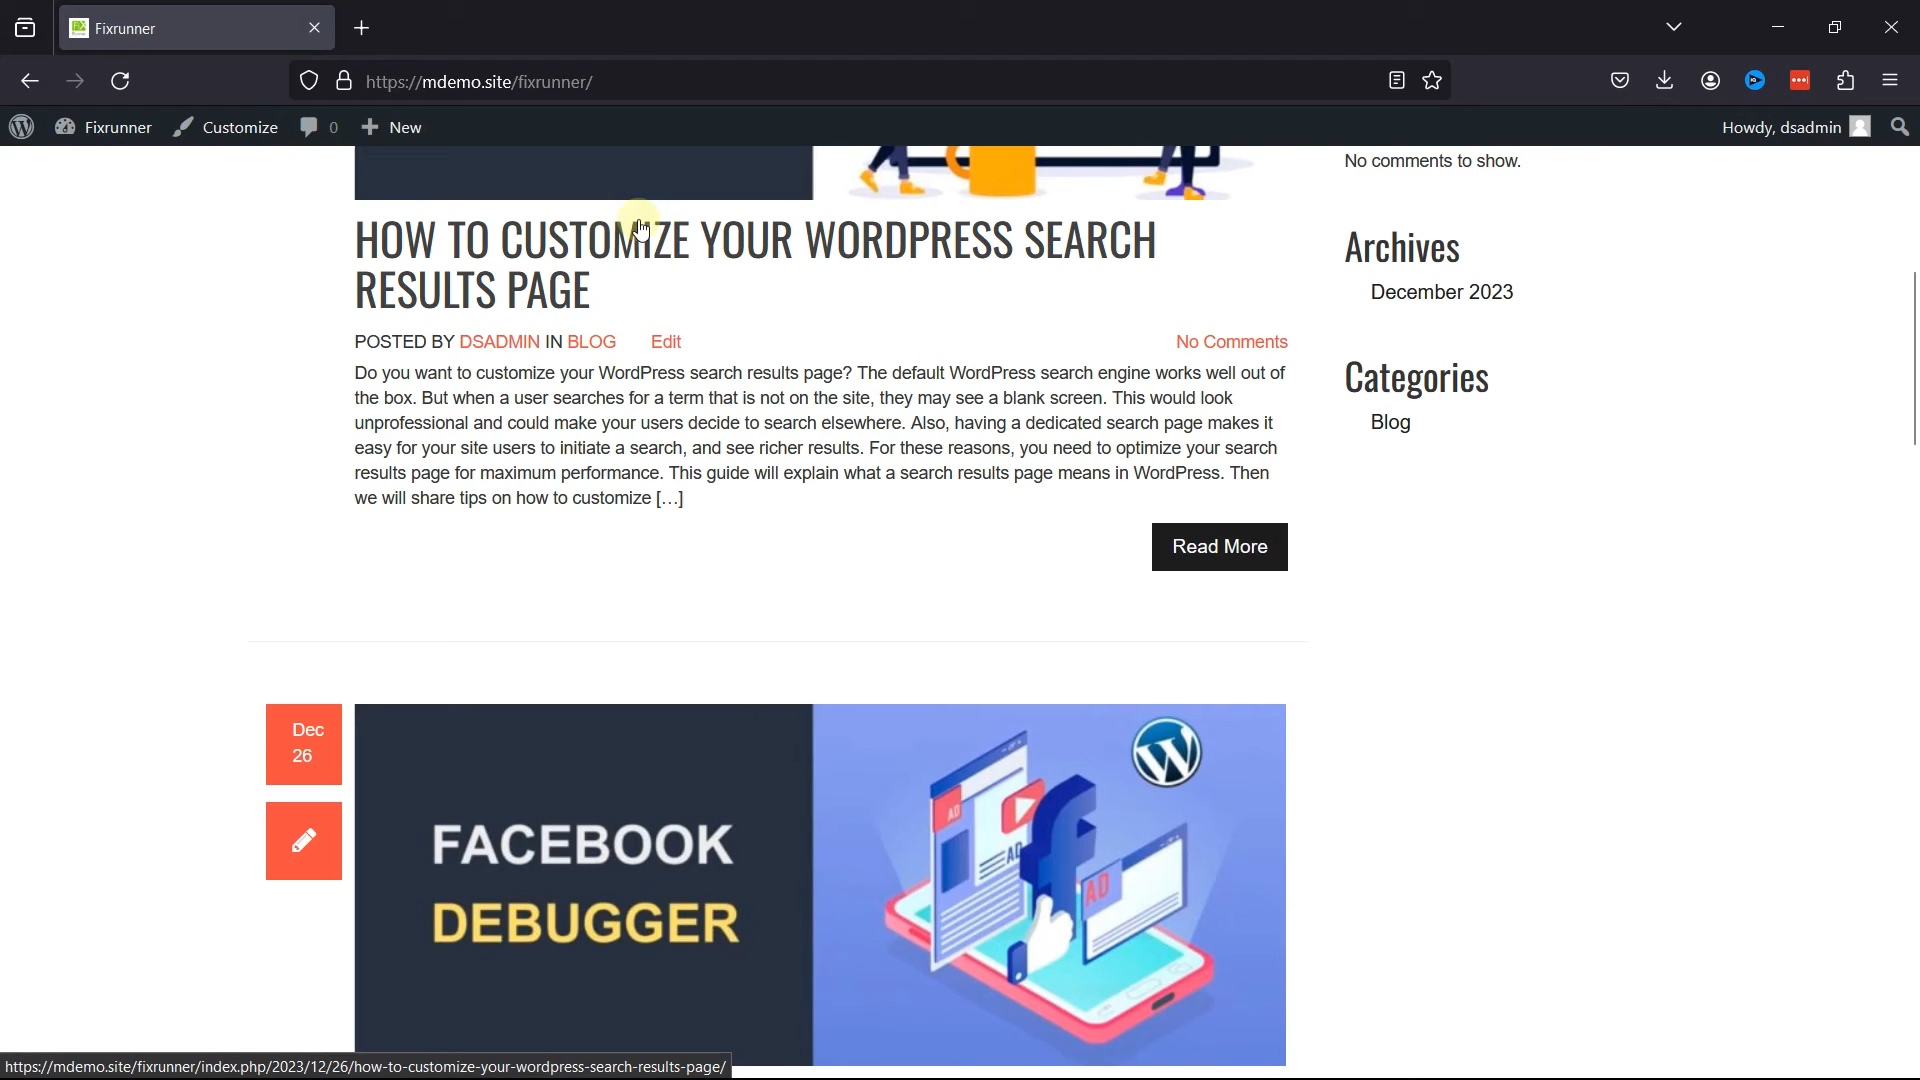 Fixrunner
https://mdemo.site/fixrunner/
Fixrunner
Customize
0
New
Howdy, dsadmin
No comments to show.
HOW TO CUSTOMIZE YOUR WORDPRESS SEARCH
RESULTS PAGE
POSTED BY DSADMIN IN BLOG Edit No Comments
Do you want to customize your WordPress search results page? The default WordPress search engine works well out of
the box. But when a user searches for a term that is not on the site, they may see a blank screen. This would look
unprofessional and could make your users decide to search elsewhere. Also, having a dedicated search page makes it
easy for your site users to initiate a search, and see richer results. For these reasons, you need to optimize your search
results page for maximum performance. This guide will explain what a search results page means in WordPress. Then
we will share tips on how to customize […]
Read More
Archives
December 2023
Categories
Blog
Dec
26
FACEBOOK
DEBUGGER
AD
AD
AD
https://mdemo.site/fixrunner/index.php/2023/12/26/how-to-customize-your-wordpress-search-results-page/